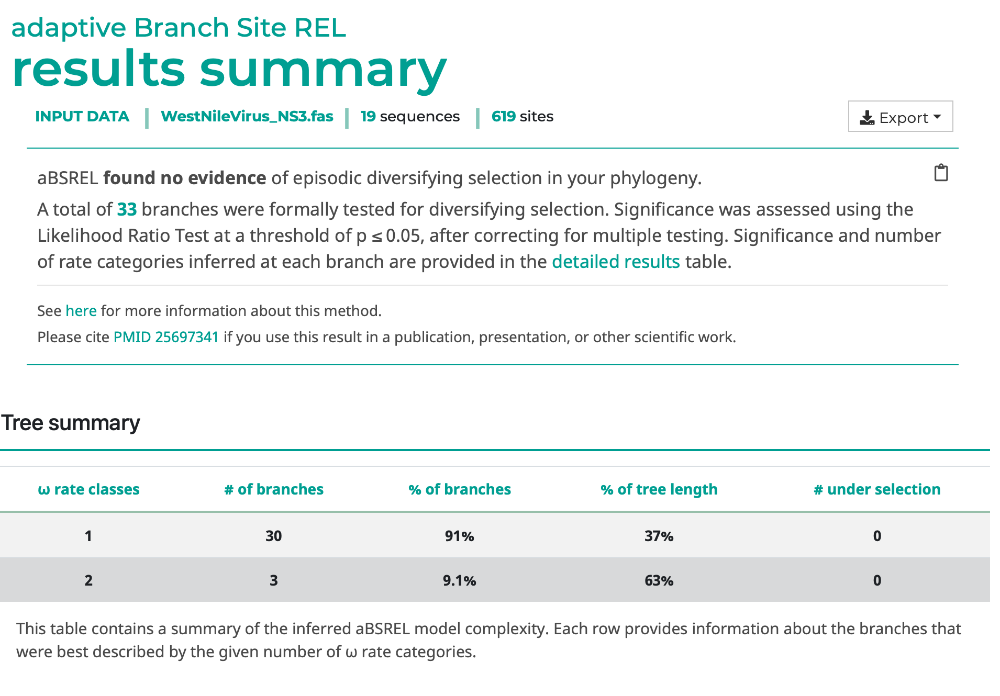 adaptive Branch Site REL
results summary
INPUT DATA | WestNileVirus_NS3.fas | 19 sequences | 619 sites
Export
aBSREL found no evidence of episodic diversifying selection in your phylogeny.
A total of 33 branches were formally tested for diversifying selection. Significance was assessed using the
Likelihood Ratio Test at a threshold of p ≤ 0.05, after correcting for multiple testing. Significance and number
of rate categories inferred at each branch are provided in the detailed results table.
See here for more information about this method.
Please cite PMID 25697341 if you use this result in a publication, presentation, or other scientific work.
Tree summary
ω rate classes # of branches % of branches % of tree length # under selection
1 30 91% 37% 0
2 3 9.1% 63% 0
This table contains a summary of the inferred aBSREL model complexity. Each row provides information about the branches that
were best described by the given number of ω rate categories.